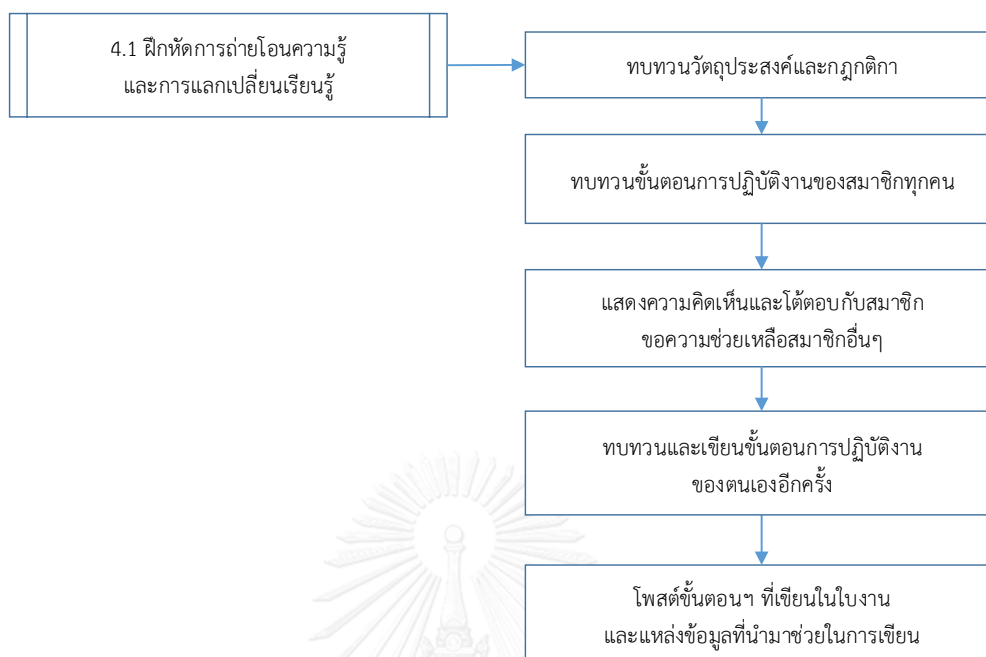 4.1 ฝึกหัดการถ่ายโอนความรู้
และการแลกเปลี่ยนเรียนรู้
ทบทวนวัตถุประสงค์และกฎกติกา
ทบทวนขั้นตอนการปฏิบัติงานของสมาชิกทุกคน
แสดงความคิดเห็นและโต้ตอบกับสมาชิก
ขอความช่วยเหลือสมาชิกอื่นๆ
ทบทวนและเขียนขั้นตอนการปฏิบัติงาน
ของตนเองอีกครั้ง
โพสต์ขั้นตอนฯ ที่เขียนในใบงาน
และแหล่งข้อมูลที่นำมาช่วยในการเขียน